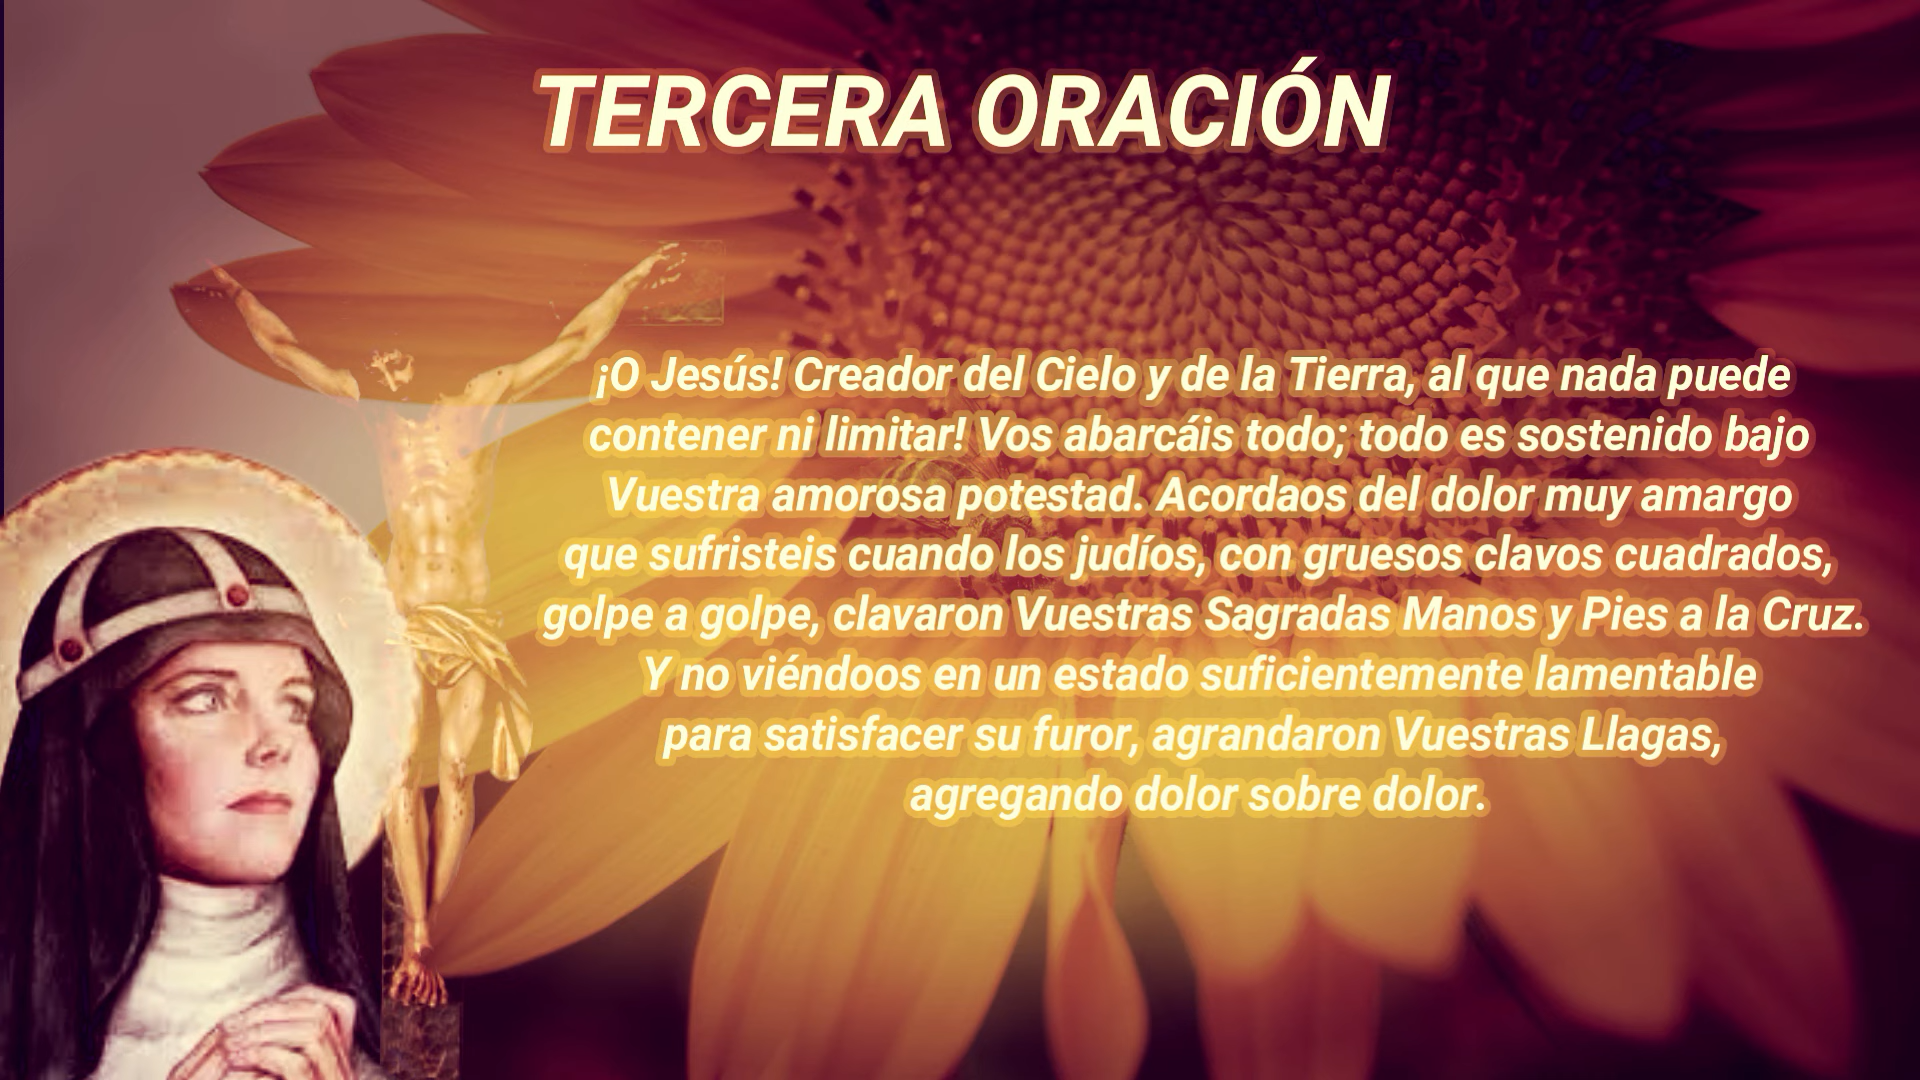 TERCERA ORACIÓN
¡O Jesús! Creador del Cielo y de la Tierra, al que nada puede
contener ni limitar! Vos abarcáis todo; todo es sostenido bajo
Vuestra amorosa potestad. Acordaos del dolor muy amargo
que sufristeis cuando los judíos, con gruesos clavos cuadrados,
golpe a golpe, clavaron Vuestras Sagradas Manos y Pies a la Cruz.
Y no viéndoos en un estado suficientemente lamentable
para satisfacer su furor, agrandaron Vuestras Llagas,
agregando dolor sobre dolor.